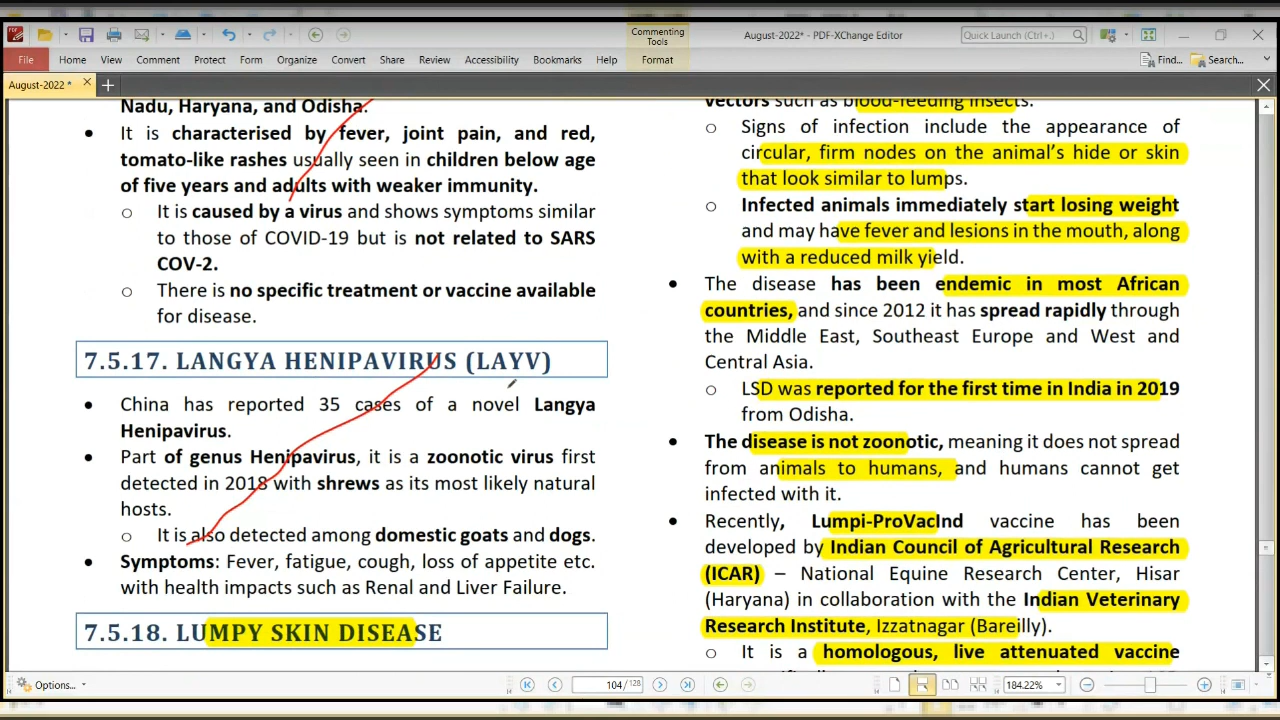 Commenting Tools
August-2022* - PDF-XChange Editor
Quick Launch (Ctrl+.)
File Home View Comment Protect Form Organize Convert Share Review Accessibility Bookmarks Help Format
Find... Search...
August-2022 *
Nadu, Haryana, and Odisha.
• It is characterised by fever, joint pain, and red,
tomato-like rashes usually seen in children below age
of five years and adults with weaker immunity.
o It is caused by a virus and shows symptoms similar
to those of COVID-19 but is not related to SARS
COV-2.
o There is no specific treatment or vaccine available
for disease.
7.5.17. LANGYA HENIPAVIRUS (LAYV)
• China has reported 35 cases of a novel Langya
Henipavirus.
• Part of genus Henipavirus, it is a zoonotic virus first
detected in 2018 with shrews as its most likely natural
hosts.
o It is also detected among domestic goats and dogs.
• Symptoms: Fever, fatigue, cough, loss of appetite etc.
with health impacts such as Renal and Liver Failure.
7.5.18. LUMPY SKIN DISEASE
vectors such as blood-feeding insects.
o Signs of infection include the appearance of
circular, firm nodes on the animal's hide or skin
that look similar to lumps.
o Infected animals immediately start losing weight
and may have fever and lesions in the mouth, along
with a reduced milk yield.
• The disease has been endemic in most African
countries, and since 2012 it has spread rapidly through
the Middle East, Southeast Europe and West and
Central Asia.
o LSD was reported for the first time in India in 2019
from Odisha.
• The disease is not zoonotic, meaning it does not spread
from animals to humans, and humans cannot get
infected with it.
• Recently, Lumpi-ProVacInd vaccine has been
developed by Indian Council of Agricultural Research
(ICAR) – National Equine Research Center, Hisar
(Haryana) in collaboration with the Indian Veterinary
Research Institute, Izzatnagar (Bareilly).
o It is a homologous, live attenuated vaccine
Options...
104 / 128
184.22%